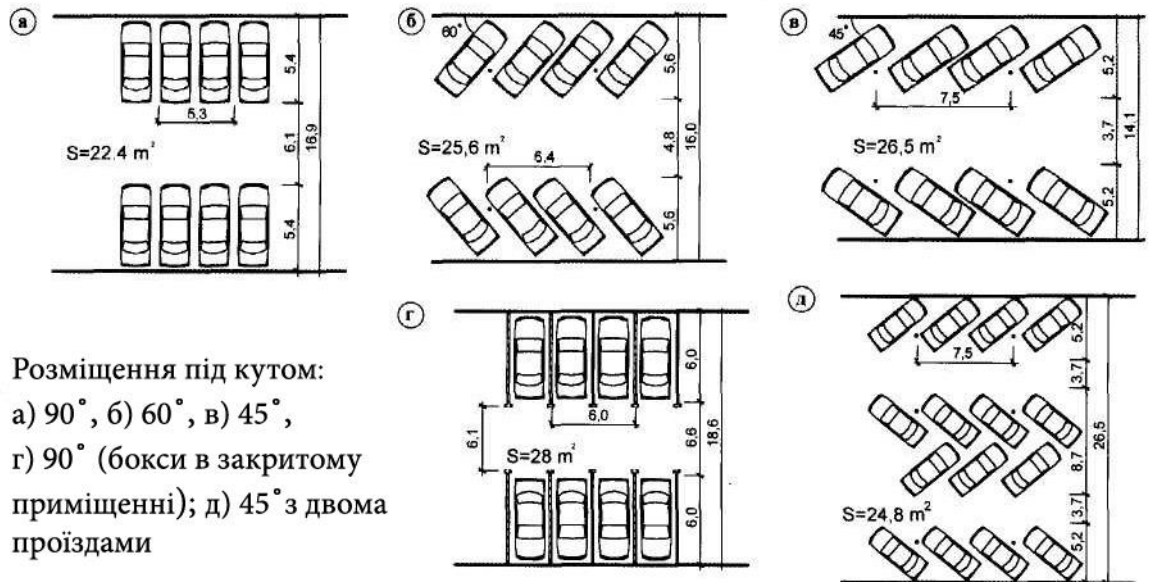 а
5,4
6,1
5,4
16,9
5,3
S=22.4 m²
б
60°
5,6
4,8
5,6
16,0
S=25,6 m²
6.4
в
45°
7,5
5,2
3,7
5,2
14,1
S=26,5 m²
г
6,0
6,6
6,0
18,6
6,1
6,0
S=28 m²
д
7,5
5,2
3,7
8,7
3,7
5,2
26,5
S=24,8 m²
Розміщення під кутом:
а) 90˚, б) 60˚, в) 45˚,
г) 90˚ (бокси в закритому
приміщенні); д) 45˚з двома
проїздами